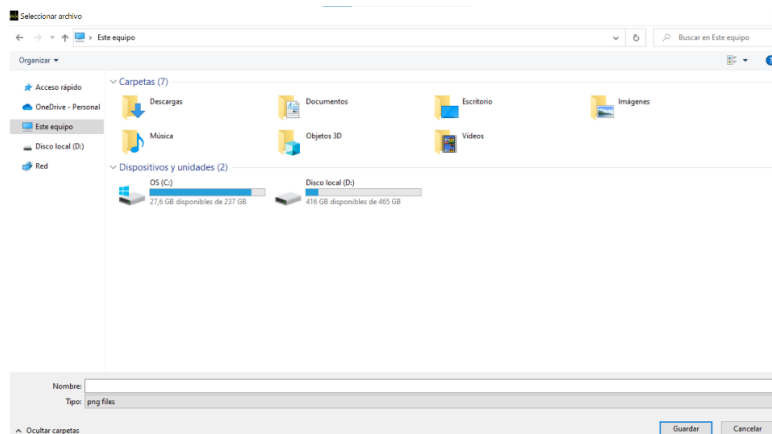 Seleccionar archivo
Este equipo
Buscar en Este equipo
Organizar
Acceso rápido
OneDrive - Personal
Este equipo
Disco local (D:)
Red
Carpetas (7)
Descargas
Documentos
Escritorio
Imágenes
Música
Objetos 3D
Vídeos
Dispositivos y unidades (2)
OS (C:)
27,6 GB disponibles de 237 GB
Disco local (D:)
416 GB disponibles de 465 GB
Nombre:
Tipo: png files
Ocultar carpetas
Guardar
Cancelar